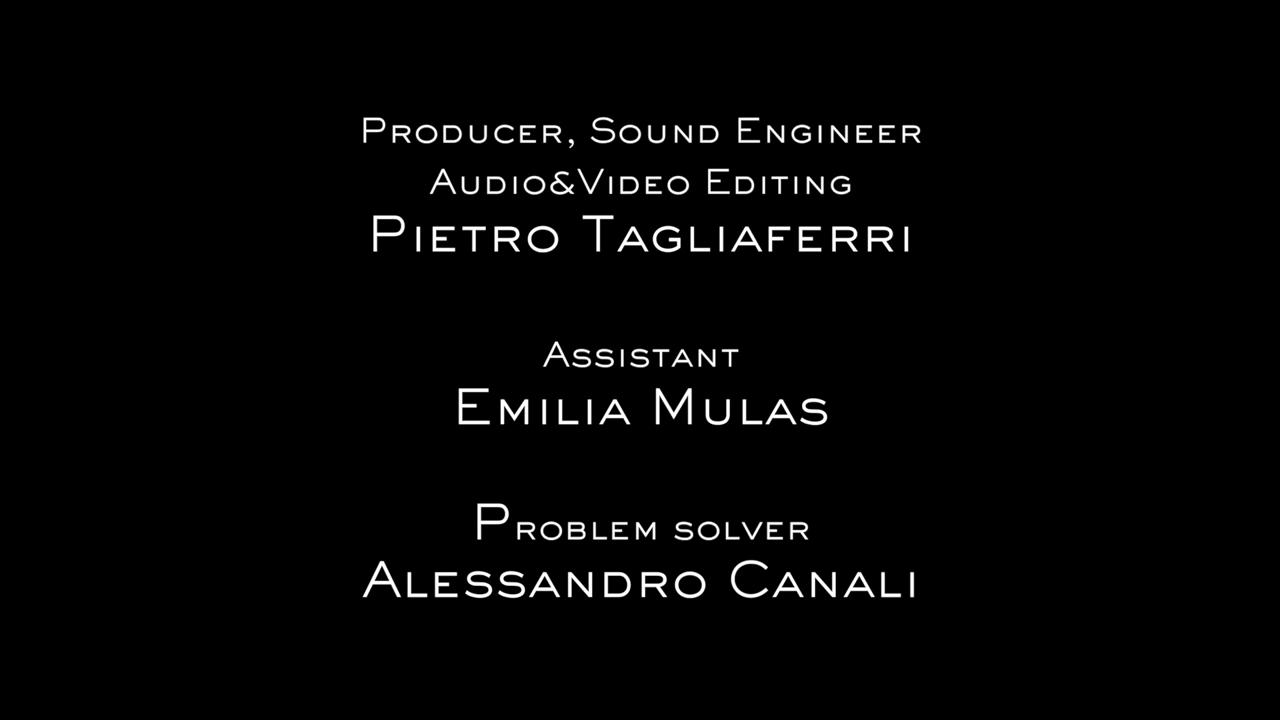 Producer, Sound Engineer
Audio&Video Editing
Pietro Tagliaferri
Assistant
Emilia Mulas
Problem solver
Alessandro Canali